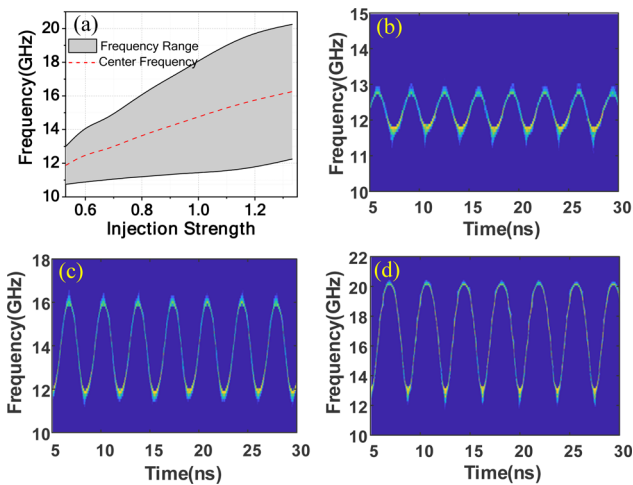 (a)
Frequency(GHz)
20
18
16
14
12
10
Frequency Range
Center Frequency
0.6 0.8 1.0 1.2
Injection Strength
(b)
Frequency(GHz)
15
14
13
12
11
10
5 10 15 20 25 30
Time(ns)
(c)
Frequency(GHz)
18
16
14
12
10
5 10 15 20 25 30
Time(ns)
(d)
Frequency(GHz)
22
20
18
16
14
12
10
5 10 15 20 25 30
Time(ns)